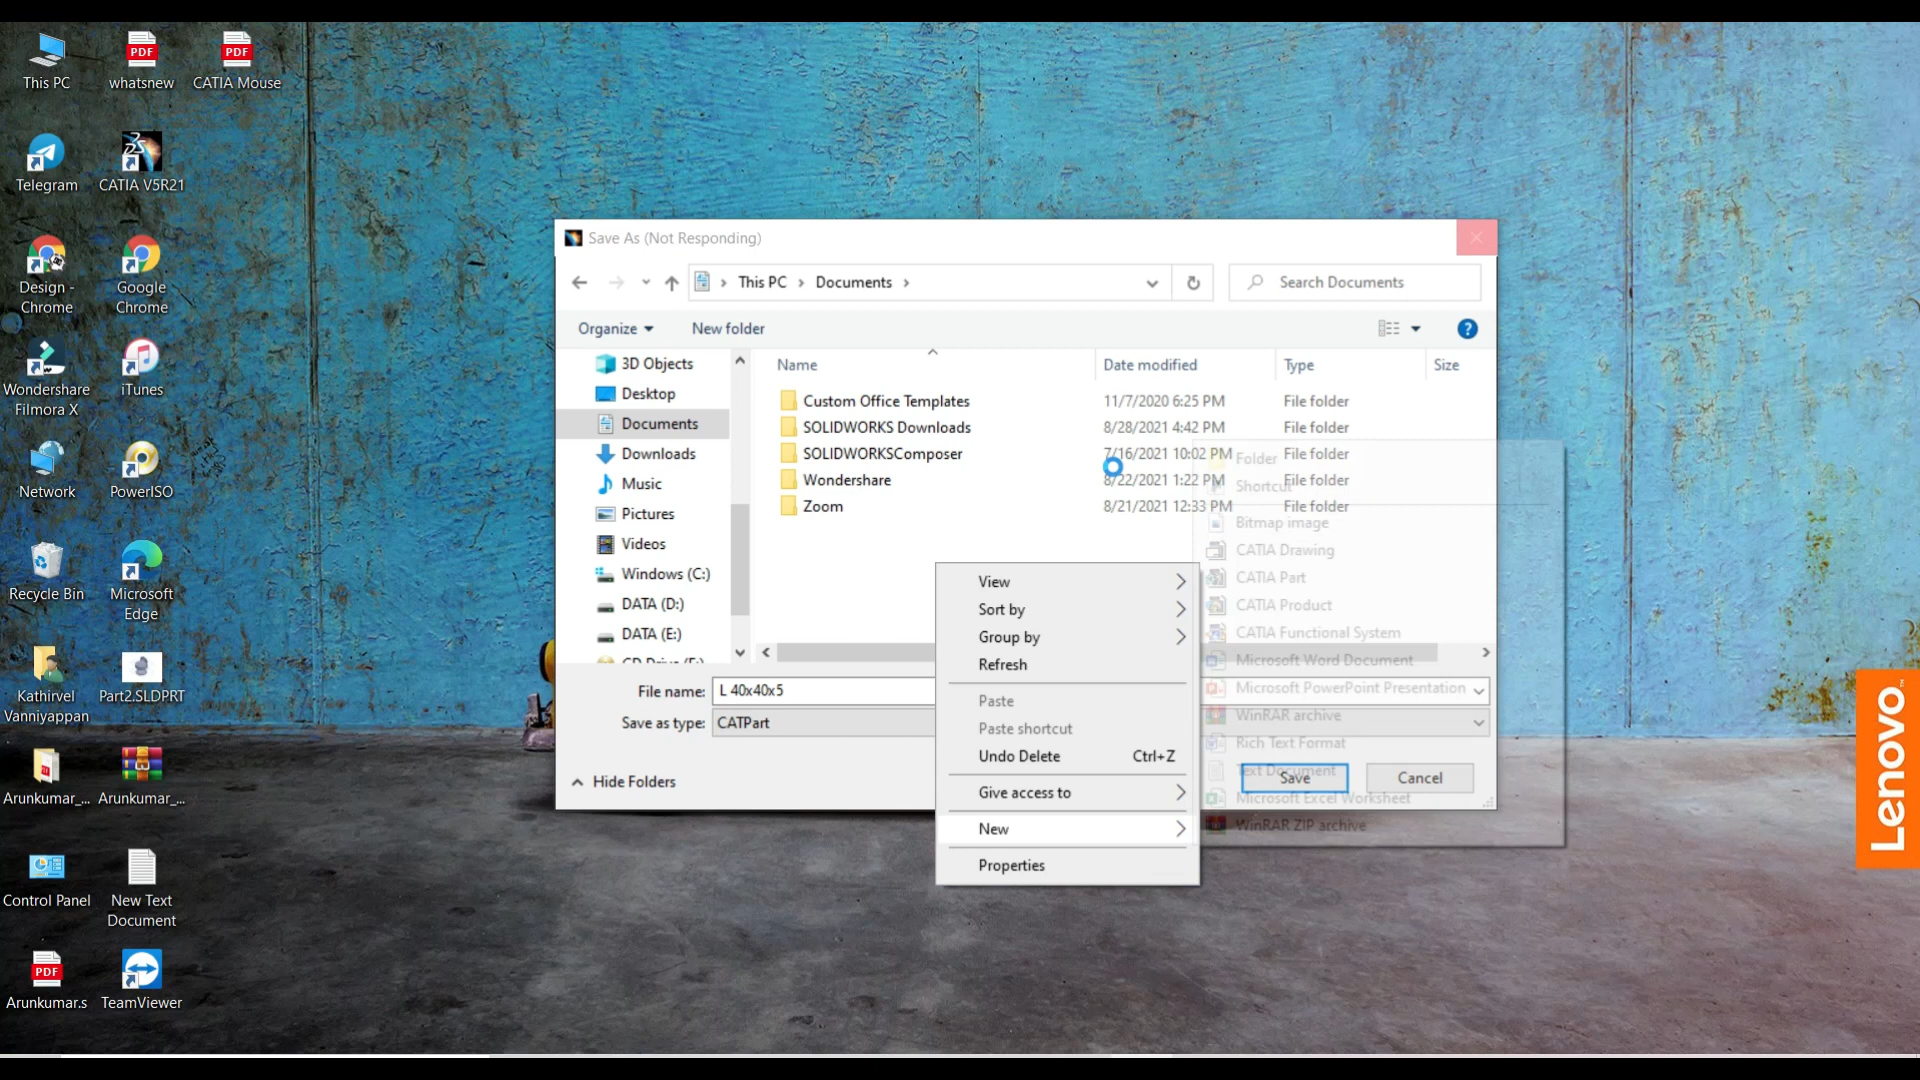 This PC
whatsnew
CATIA Mouse
Telegram
CATIA V5R21
Design -
Chrome
Google
Chrome
Wondershare
Filmora X
iTunes
Network
PowerISO
Recycle Bin
Microsoft
Edge
Kathirvel
Vanniyappan
Part2.SLDPRT
Arunkumar_...
Arunkumar_...
Control Panel
New Text
Document
Arunkumar.s
TeamViewer
PDF
PDF
PDF
Save As (Not Responding)
This PC > Documents >
Search Documents
Organize
New folder
3D Objects
Desktop
Documents
Downloads
Music
Pictures
Videos
Windows (C:)
DATA (D:)
DATA (E:)
Name
Date modified
Type
Size
Custom Office Templates 11/7/2020 6:25 PM File folder
SOLIDWORKS Downloads 8/28/2021 4:42 PM File folder
SOLIDWORKSComposer 7/16/2021 10:02 PM File folder
Wondershare 8/22/2021 1:22 PM File folder
Zoom 8/21/2021 12:33 PM File folder
File name: L 40x40x5
Save as type: CATPart
Hide Folders
Save
Cancel
View
Sort by
Group by
Refresh
Paste
Paste shortcut
Undo Delete Ctrl+Z
Give access to
New
Properties
Folder
Shortcut
Bitmap image
CATIA Drawing
CATIA Part
CATIA Product
CATIA Functional System
Microsoft Word Document
Microsoft PowerPoint Presentation
WinRAR archive
Rich Text Format
Text Document
Microsoft Excel Worksheet
WinRAR ZIP archive
Lenovo™